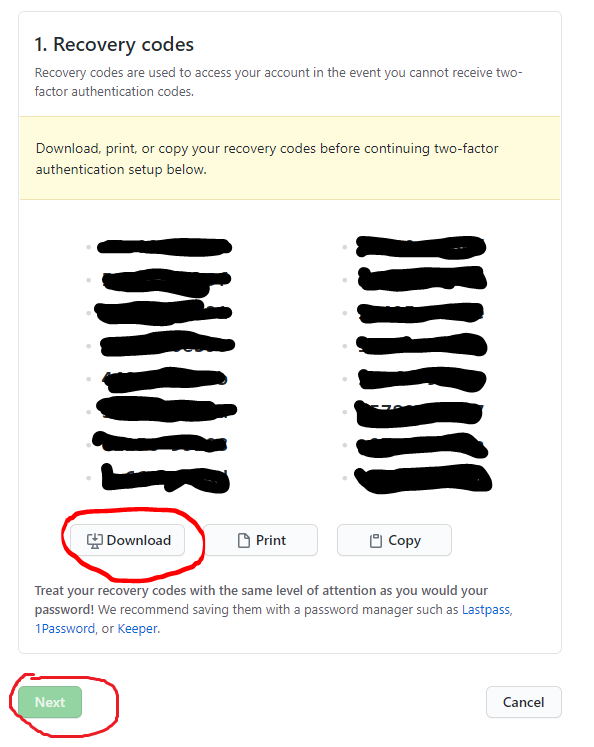 1. Recovery codes
Recovery codes are used to access your account in the event you cannot receive two-
factor authentication codes.
Download, print, or copy your recovery codes before continuing two-factor
authentication setup below.
Download Print Copy
Treat your recovery codes with the same level of attention as you would your
password! We recommend saving them with a password manager such as Lastpass,
1Password, or Keeper.
Next Cancel